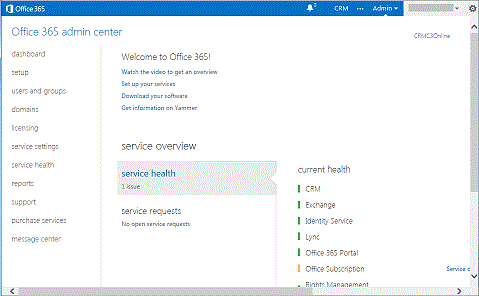 Office 365
2
CRM
Admin
Office 365 admin center
CRMC3Online
dashboard
setup
users and groups
domains
licensing
service settings
service health
reports
support
purchase services
message center
Welcome to Office 365!
Watch the video to get an overview
Set up your services
Download your software
Get information on Yammer
service overview
service health
1 issue
service requests
No open service requests
current health
CRM
Exchange
Identity Service
Lync
Office 365 Portal
Office Subscription
Rights Management